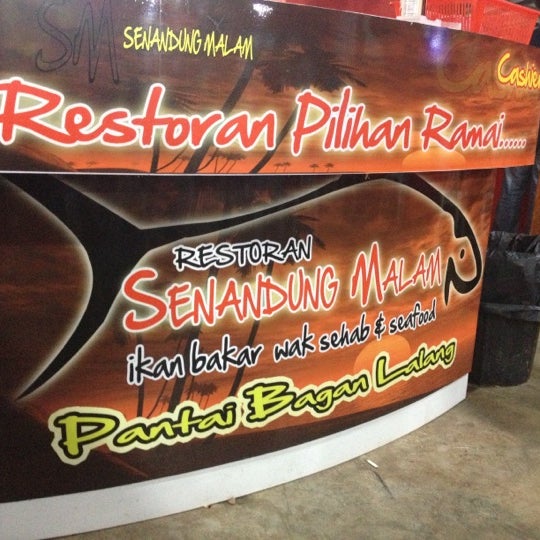 SM SENANDUNG MALAM
Cashier
Restoran Pilihan Ramai......
RESTORAN
SENANDUNG MALAM
ikan bakar wak sehab & seafood
Pantai Bagan Lalang